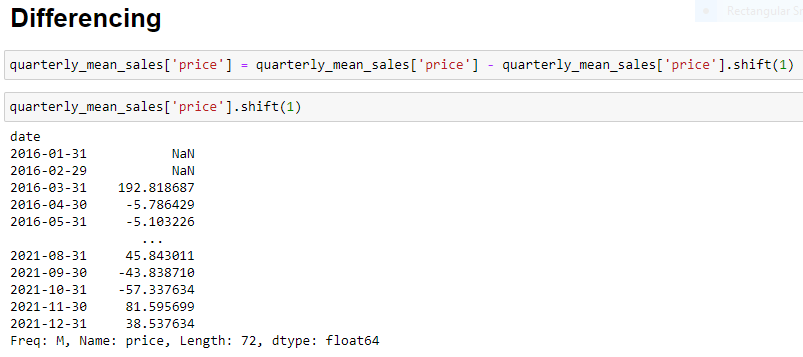 Rectangular Sn
Differencing
quarterly_mean_sales['price'] = quarterly_mean_sales['price'] - quarterly_mean_sales['price'].shift(1)
quarterly_mean_sales['price'].shift(1)
date
2016-01-31           NaN
2016-02-29           NaN
2016-03-31    192.818687
2016-04-30     -5.786429
2016-05-31     -5.103226
...
2021-08-31     45.843011
2021-09-30    -43.838710
2021-10-31    -57.337634
2021-11-30     81.595699
2021-12-31     38.537634
Freq: M, Name: price, Length: 72, dtype: float64